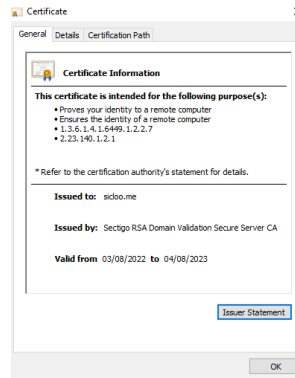 Certificate
General Details Certification Path
Certificate Information
This certificate is intended for the following purpose(s):
• Proves your identity to a remote computer
• Ensures the identity of a remote computer
• 1.3.6.1.4.1.6449.1.2.2.7
• 2.23.140.1.2.1
* Refer to the certification authority's statement for details.
Issued to: sidoo.me
Issued by: Sectigo RSA Domain Validation Secure Server CA
Valid from 03/08/2022 to 04/08/2023
Issuer Statement
OK